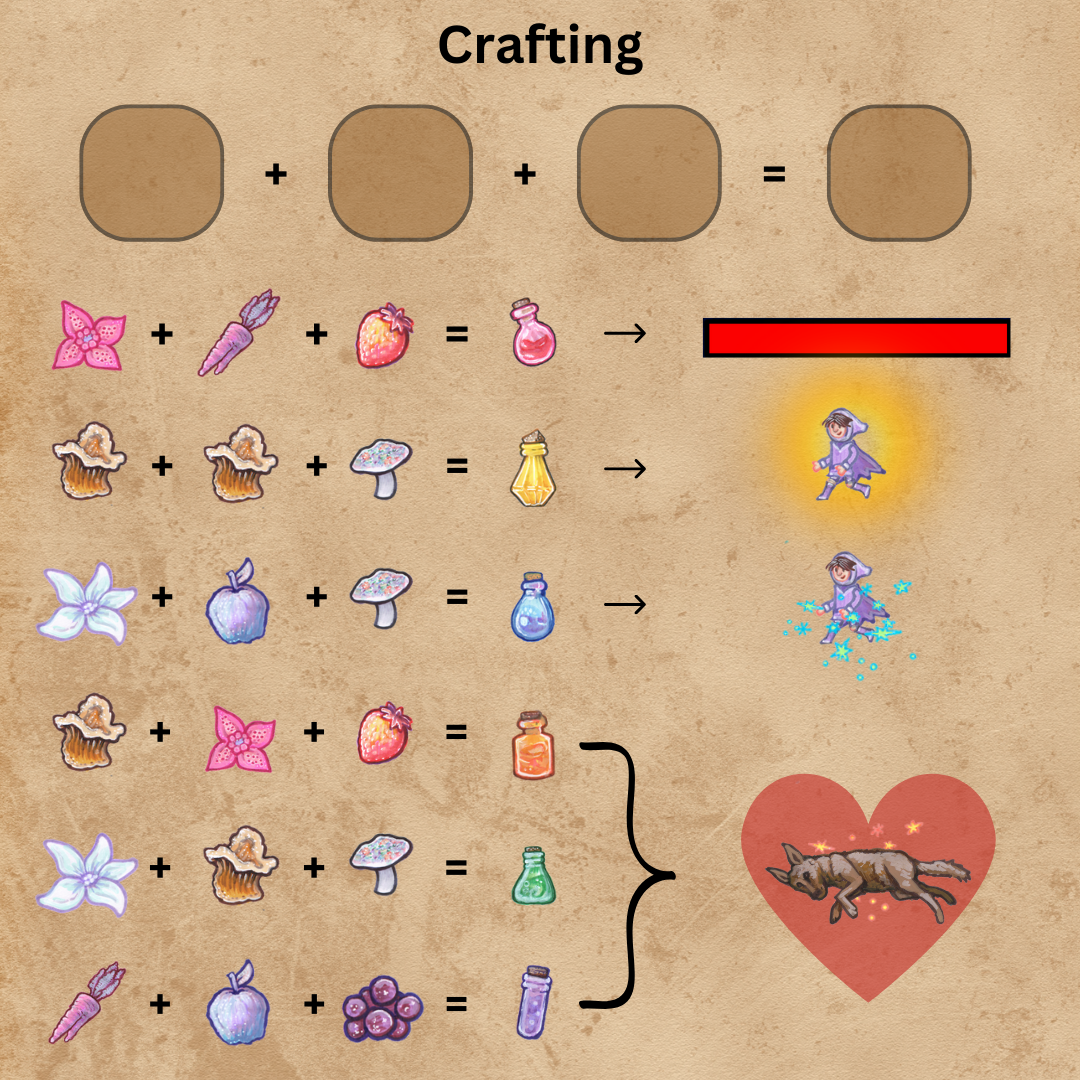 Crafting
+ + =
+ + = →
+ + = →
+ + = →
+ + =
+ + =
+ + =